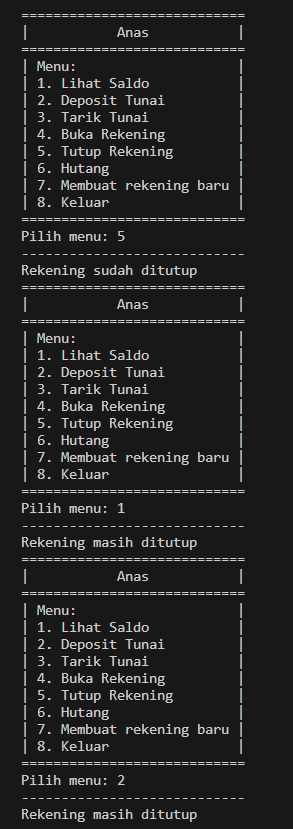 ============================
|           Anas           |
============================
| Menu:                    |
| 1. Lihat Saldo           |
| 2. Deposit Tunai         |
| 3. Tarik Tunai           |
| 4. Buka Rekening         |
| 5. Tutup Rekening        |
| 6. Hutang                |
| 7. Membuat rekening baru |
| 8. Keluar                |
============================
Pilih menu: 5
----------------------------
Rekening sudah ditutup
============================
|           Anas           |
============================
| Menu:                    |
| 1. Lihat Saldo           |
| 2. Deposit Tunai         |
| 3. Tarik Tunai           |
| 4. Buka Rekening         |
| 5. Tutup Rekening        |
| 6. Hutang                |
| 7. Membuat rekening baru |
| 8. Keluar                |
============================
Pilih menu: 1
----------------------------
Rekening masih ditutup
============================
|           Anas           |
============================
| Menu:                    |
| 1. Lihat Saldo           |
| 2. Deposit Tunai         |
| 3. Tarik Tunai           |
| 4. Buka Rekening         |
| 5. Tutup Rekening        |
| 6. Hutang                |
| 7. Membuat rekening baru |
| 8. Keluar                |
============================
Pilih menu: 2
----------------------------
Rekening masih ditutup